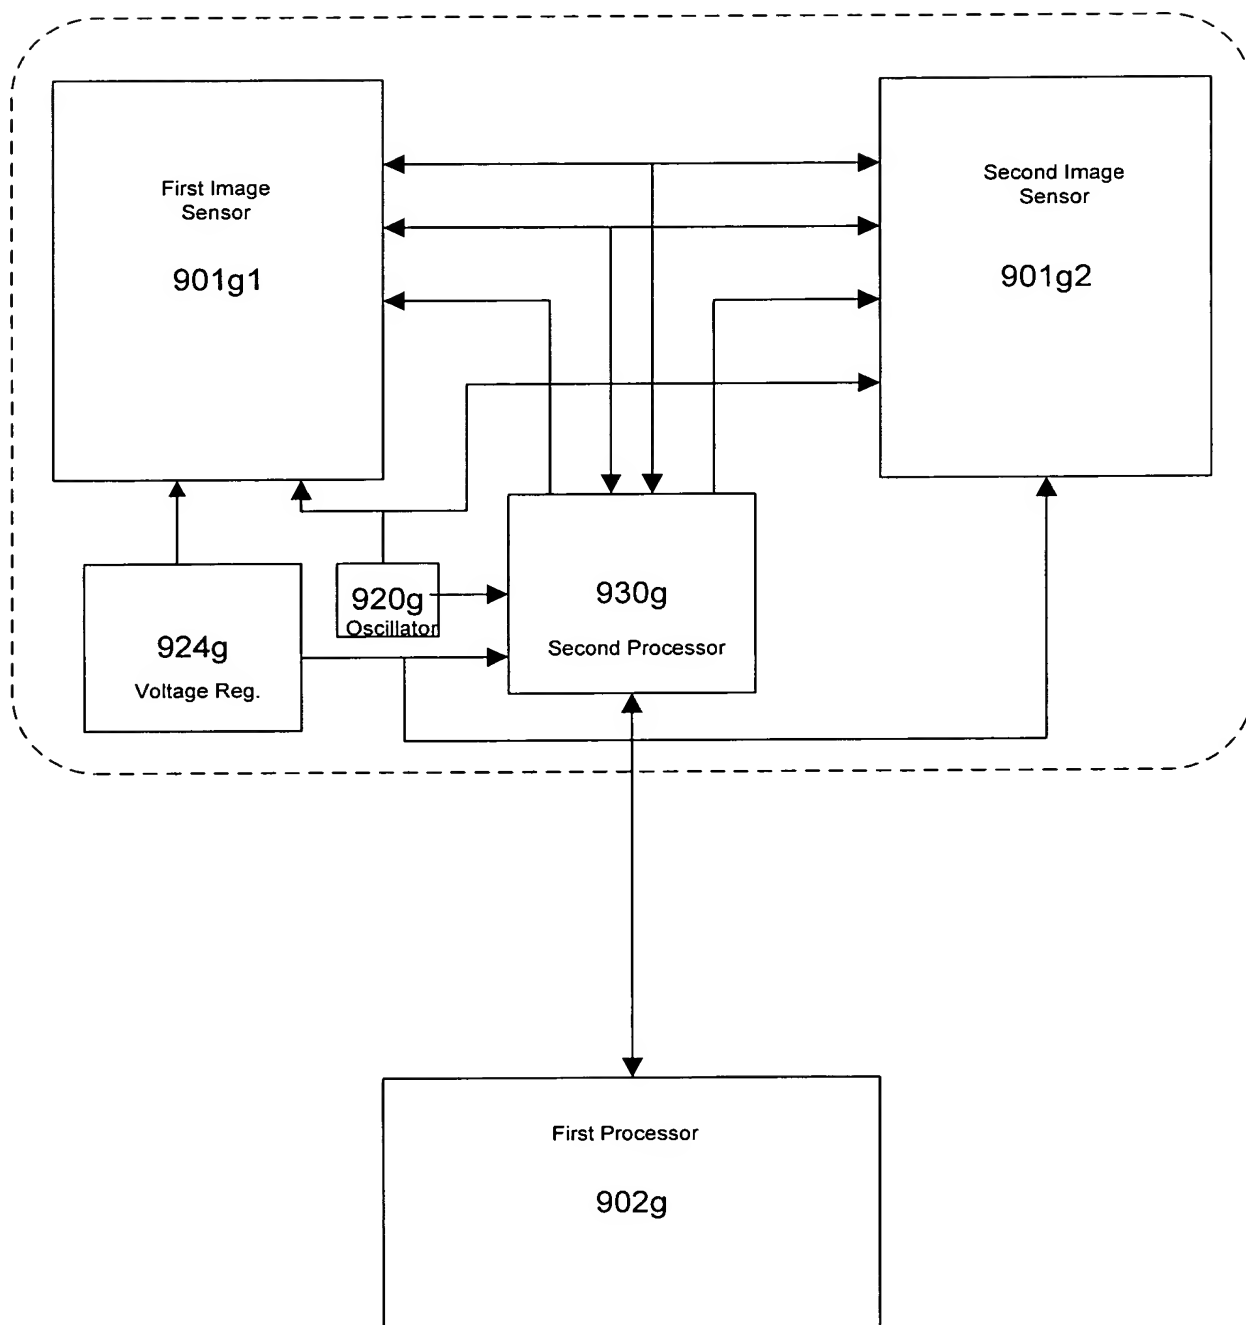 First Image
Sensor
901g1
Second Image
Sensor
901g2
920g
Oscillator
930g
Second Processor
924g
Voltage Reg.
First Processor
902g